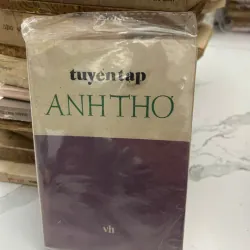 tuyển tập
ANH THƠ
vh